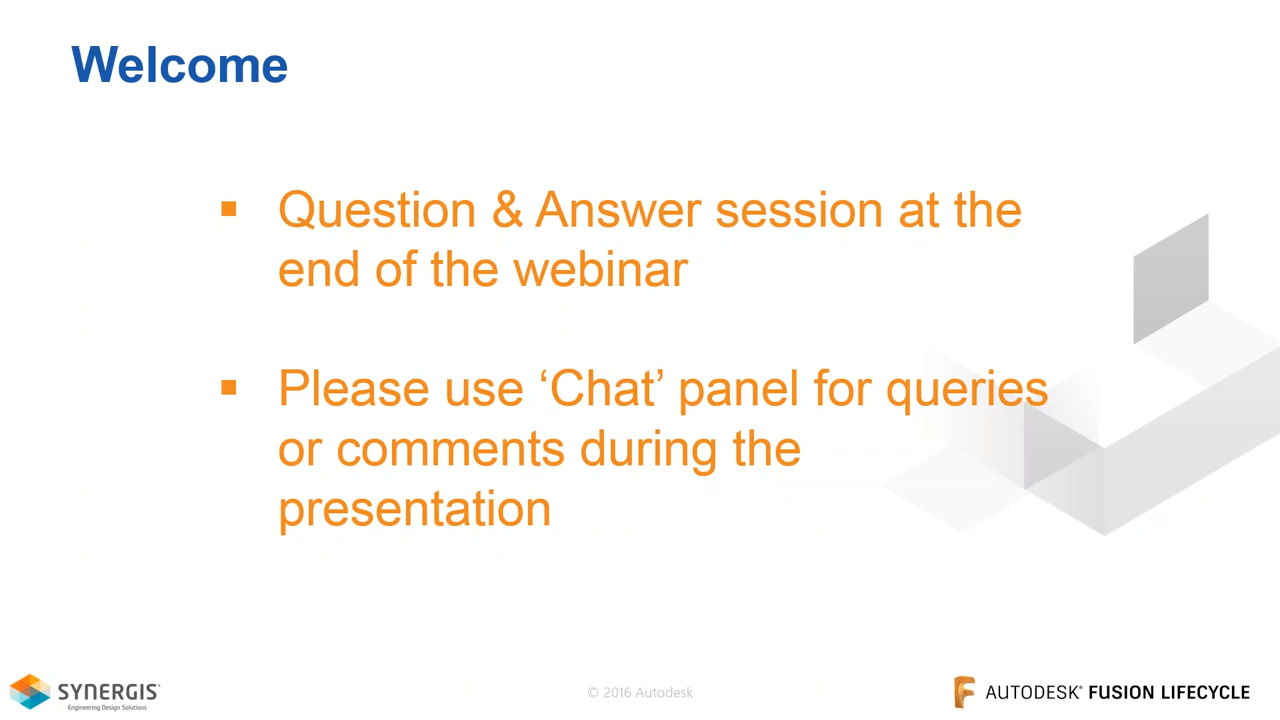 Welcome
▪ Question & Answer session at the
end of the webinar
▪ Please use ‘Chat’ panel for queries
or comments during the
presentation
SYNERGIS®
Engineering Design Solutions
© 2016 Autodesk
AUTODESK® FUSION LIFECYCLE